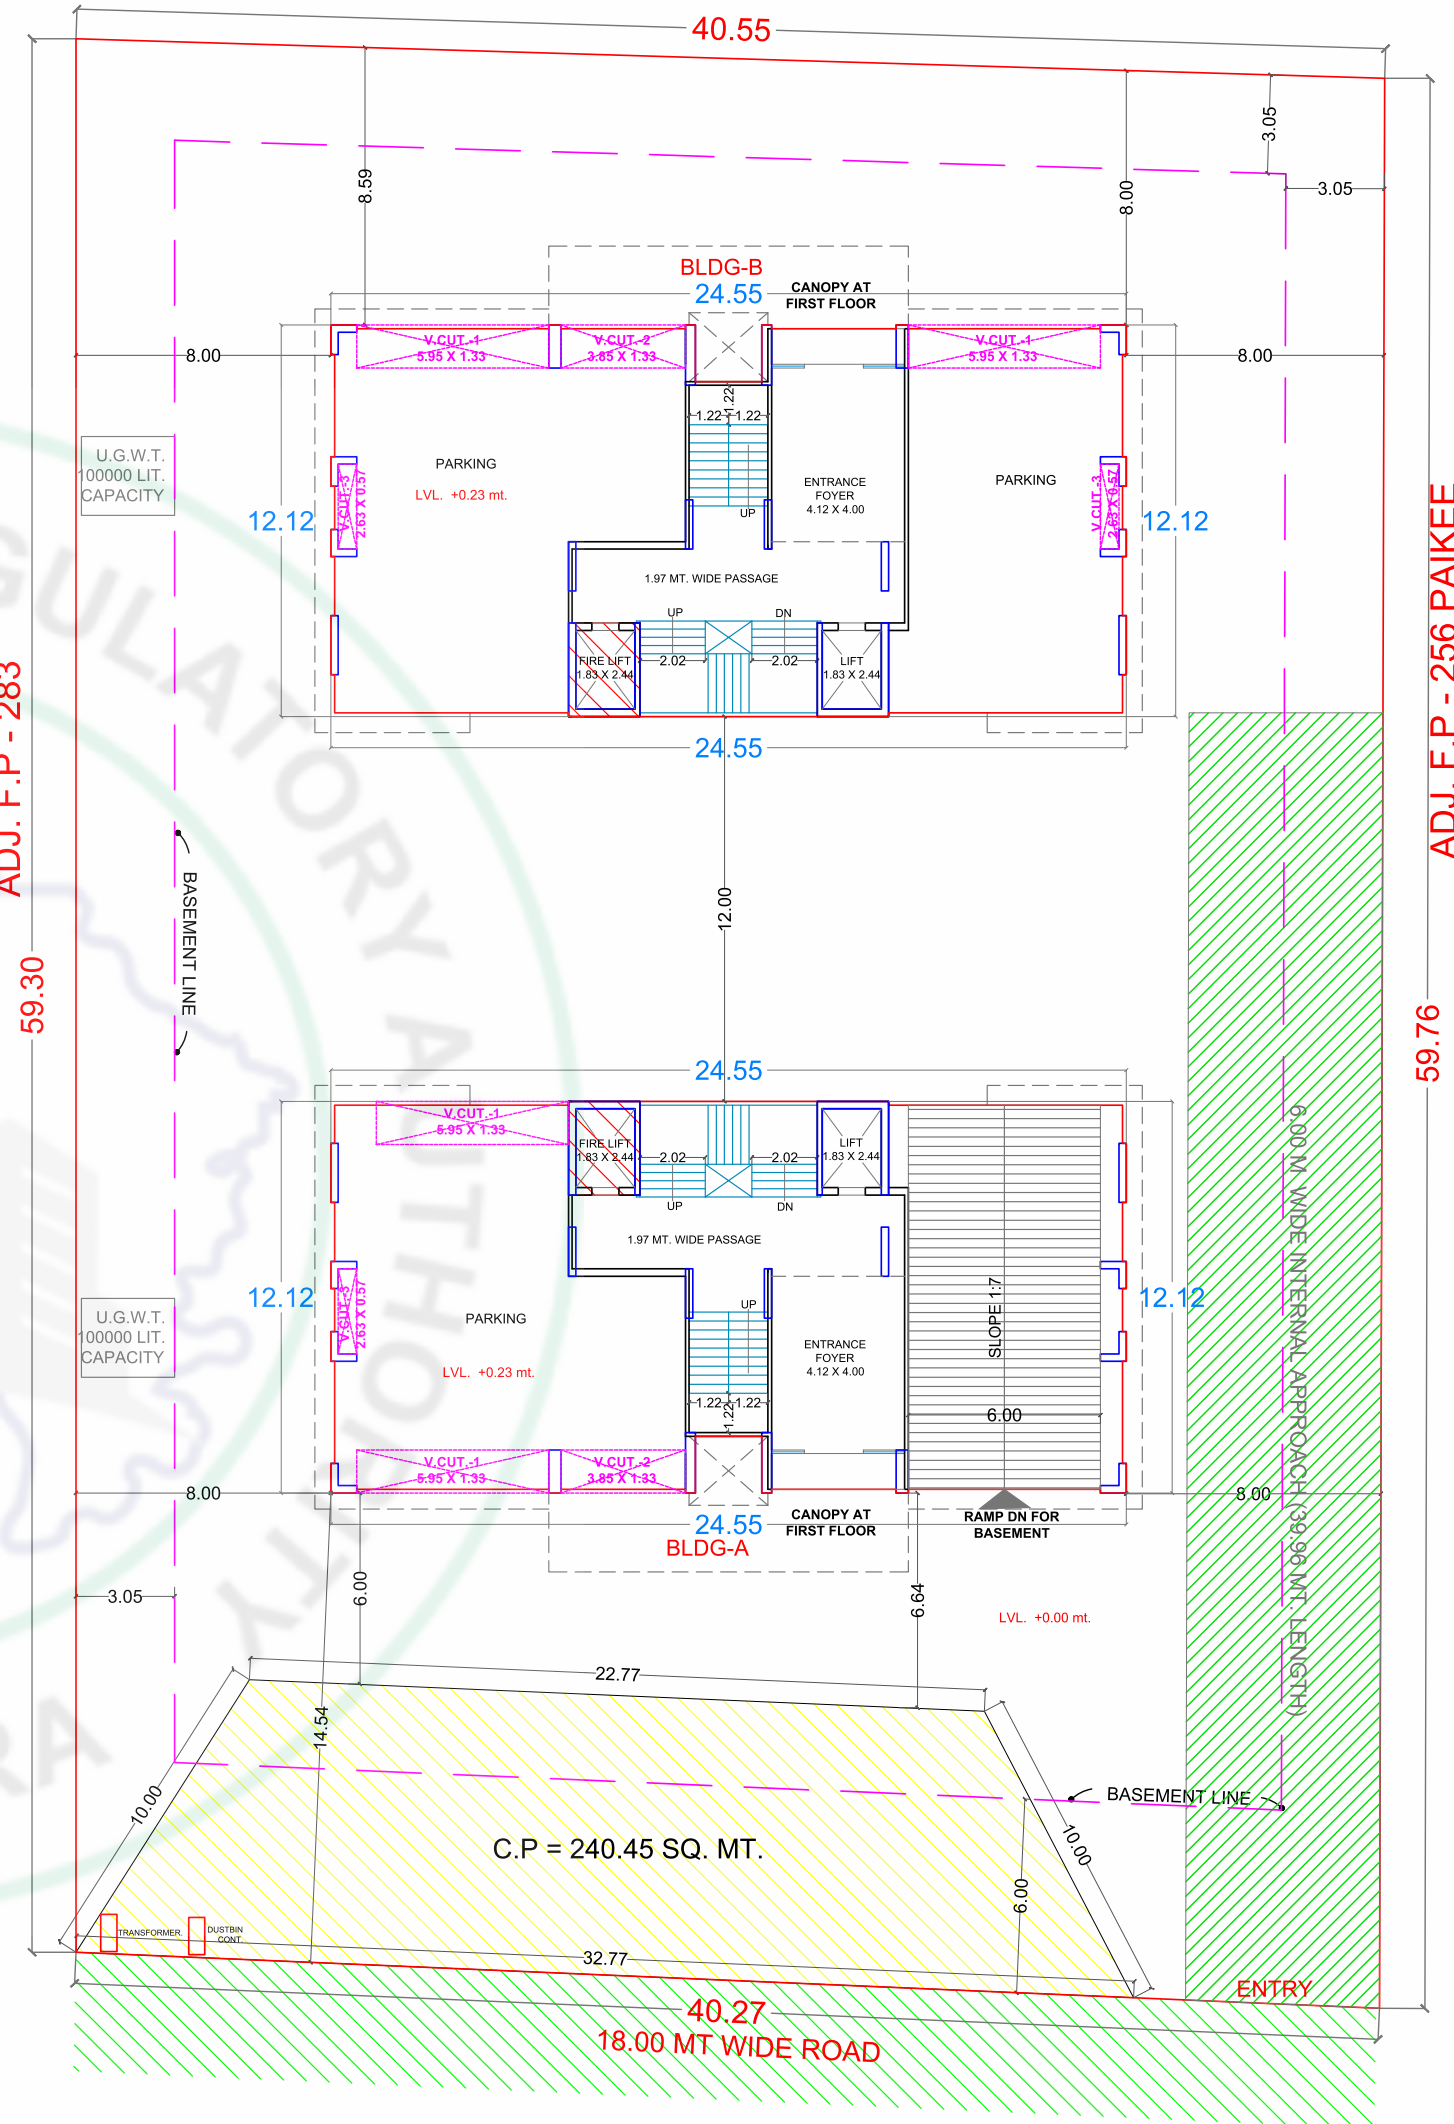 40.55
3.05
3.05
8.59
8.00
BLDG-B
24.55
CANOPY AT
FIRST FLOOR
V.CUT.-1
5.95 X 1.33
V.CUT.-2
3.85 X 1.33
V.CUT.-1
5.95 X 1.33
8.00
8.00
1.22
1.22
1.22
U.G.W.T.
100000 LIT.
CAPACITY
PARKING
LVL. +0.23 mt.
PARKING
ENTRANCE
FOYER
4.12 X 4.00
V.CUT.-3
2.63 X 0.57
V.CUT.-3
2.63 X 0.57
UP
12.12
12.12
1.97 MT. WIDE PASSAGE
UP
DN
FIRE LIFT
1.83 X 2.44
2.02
2.02
LIFT
1.83 X 2.44
24.55
ADJ. F.P - 283
ADJ. F.P - 256 PAIKEE
BASEMENT LINE
12.00
59.30
59.76
24.55
V.CUT.-1
5.95 X 1.33
FIRE LIFT
1.83 X 2.44
2.02
2.02
LIFT
1.83 X 2.44
UP
DN
1.97 MT. WIDE PASSAGE
12.12
12.12
V.CUT.-3
2.63 X 0.57
U.G.W.T.
100000 LIT.
CAPACITY
PARKING
LVL. +0.23 mt.
UP
ENTRANCE
FOYER
4.12 X 4.00
SLOPE 1:7
6.00
1.22
1.22
1.22
V.CUT.-1
5.95 X 1.33
V.CUT.-2
3.85 X 1.33
8.00
8.00
24.55
BLDG-A
CANOPY AT
FIRST FLOOR
RAMP DN FOR
BASEMENT
6.00 M WIDE INTERNAL APPROACH (39.96 MT. LENGTH)
3.05
6.00
6.64
LVL. +0.00 mt.
22.77
14.54
10.00
BASEMENT LINE
10.00
C.P = 240.45 SQ. MT.
6.00
TRANSFORMER.
DUSTBIN
CONT.
32.77
ENTRY
40.27
18.00 MT WIDE ROAD
GULATORY AUTHORITY
RA